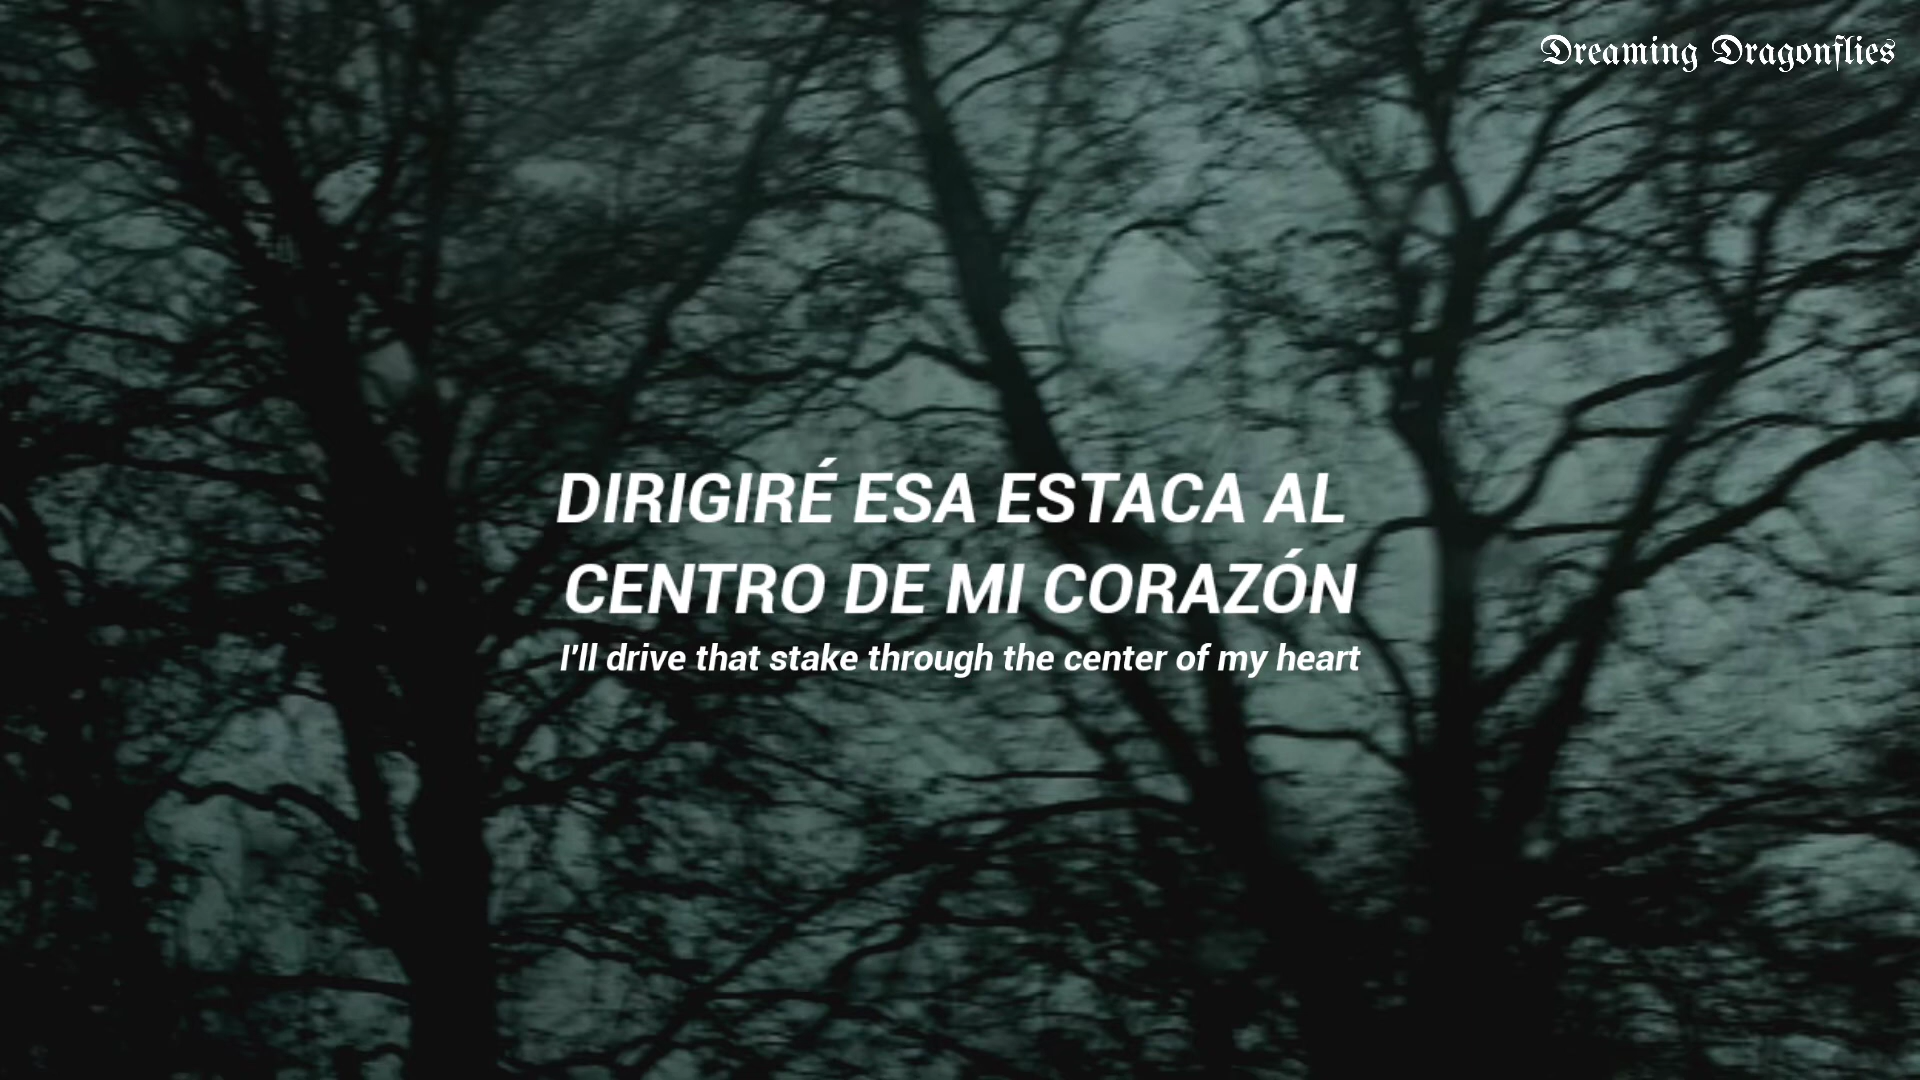 Dreaming Dragonflies
DIRIGIRÉ ESA ESTACA AL
CENTRO DE MI CORAZÓN
I'll drive that stake through the center of my heart